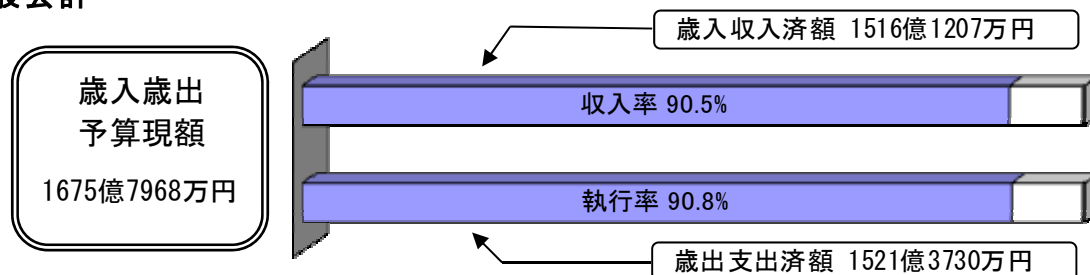 歳入収入済額 1516億1207万円
歳入歳出
予算現額
1675億7968万円
収入率 90.5%
執行率 90.8%
歳出支出済額 1521億3730万円